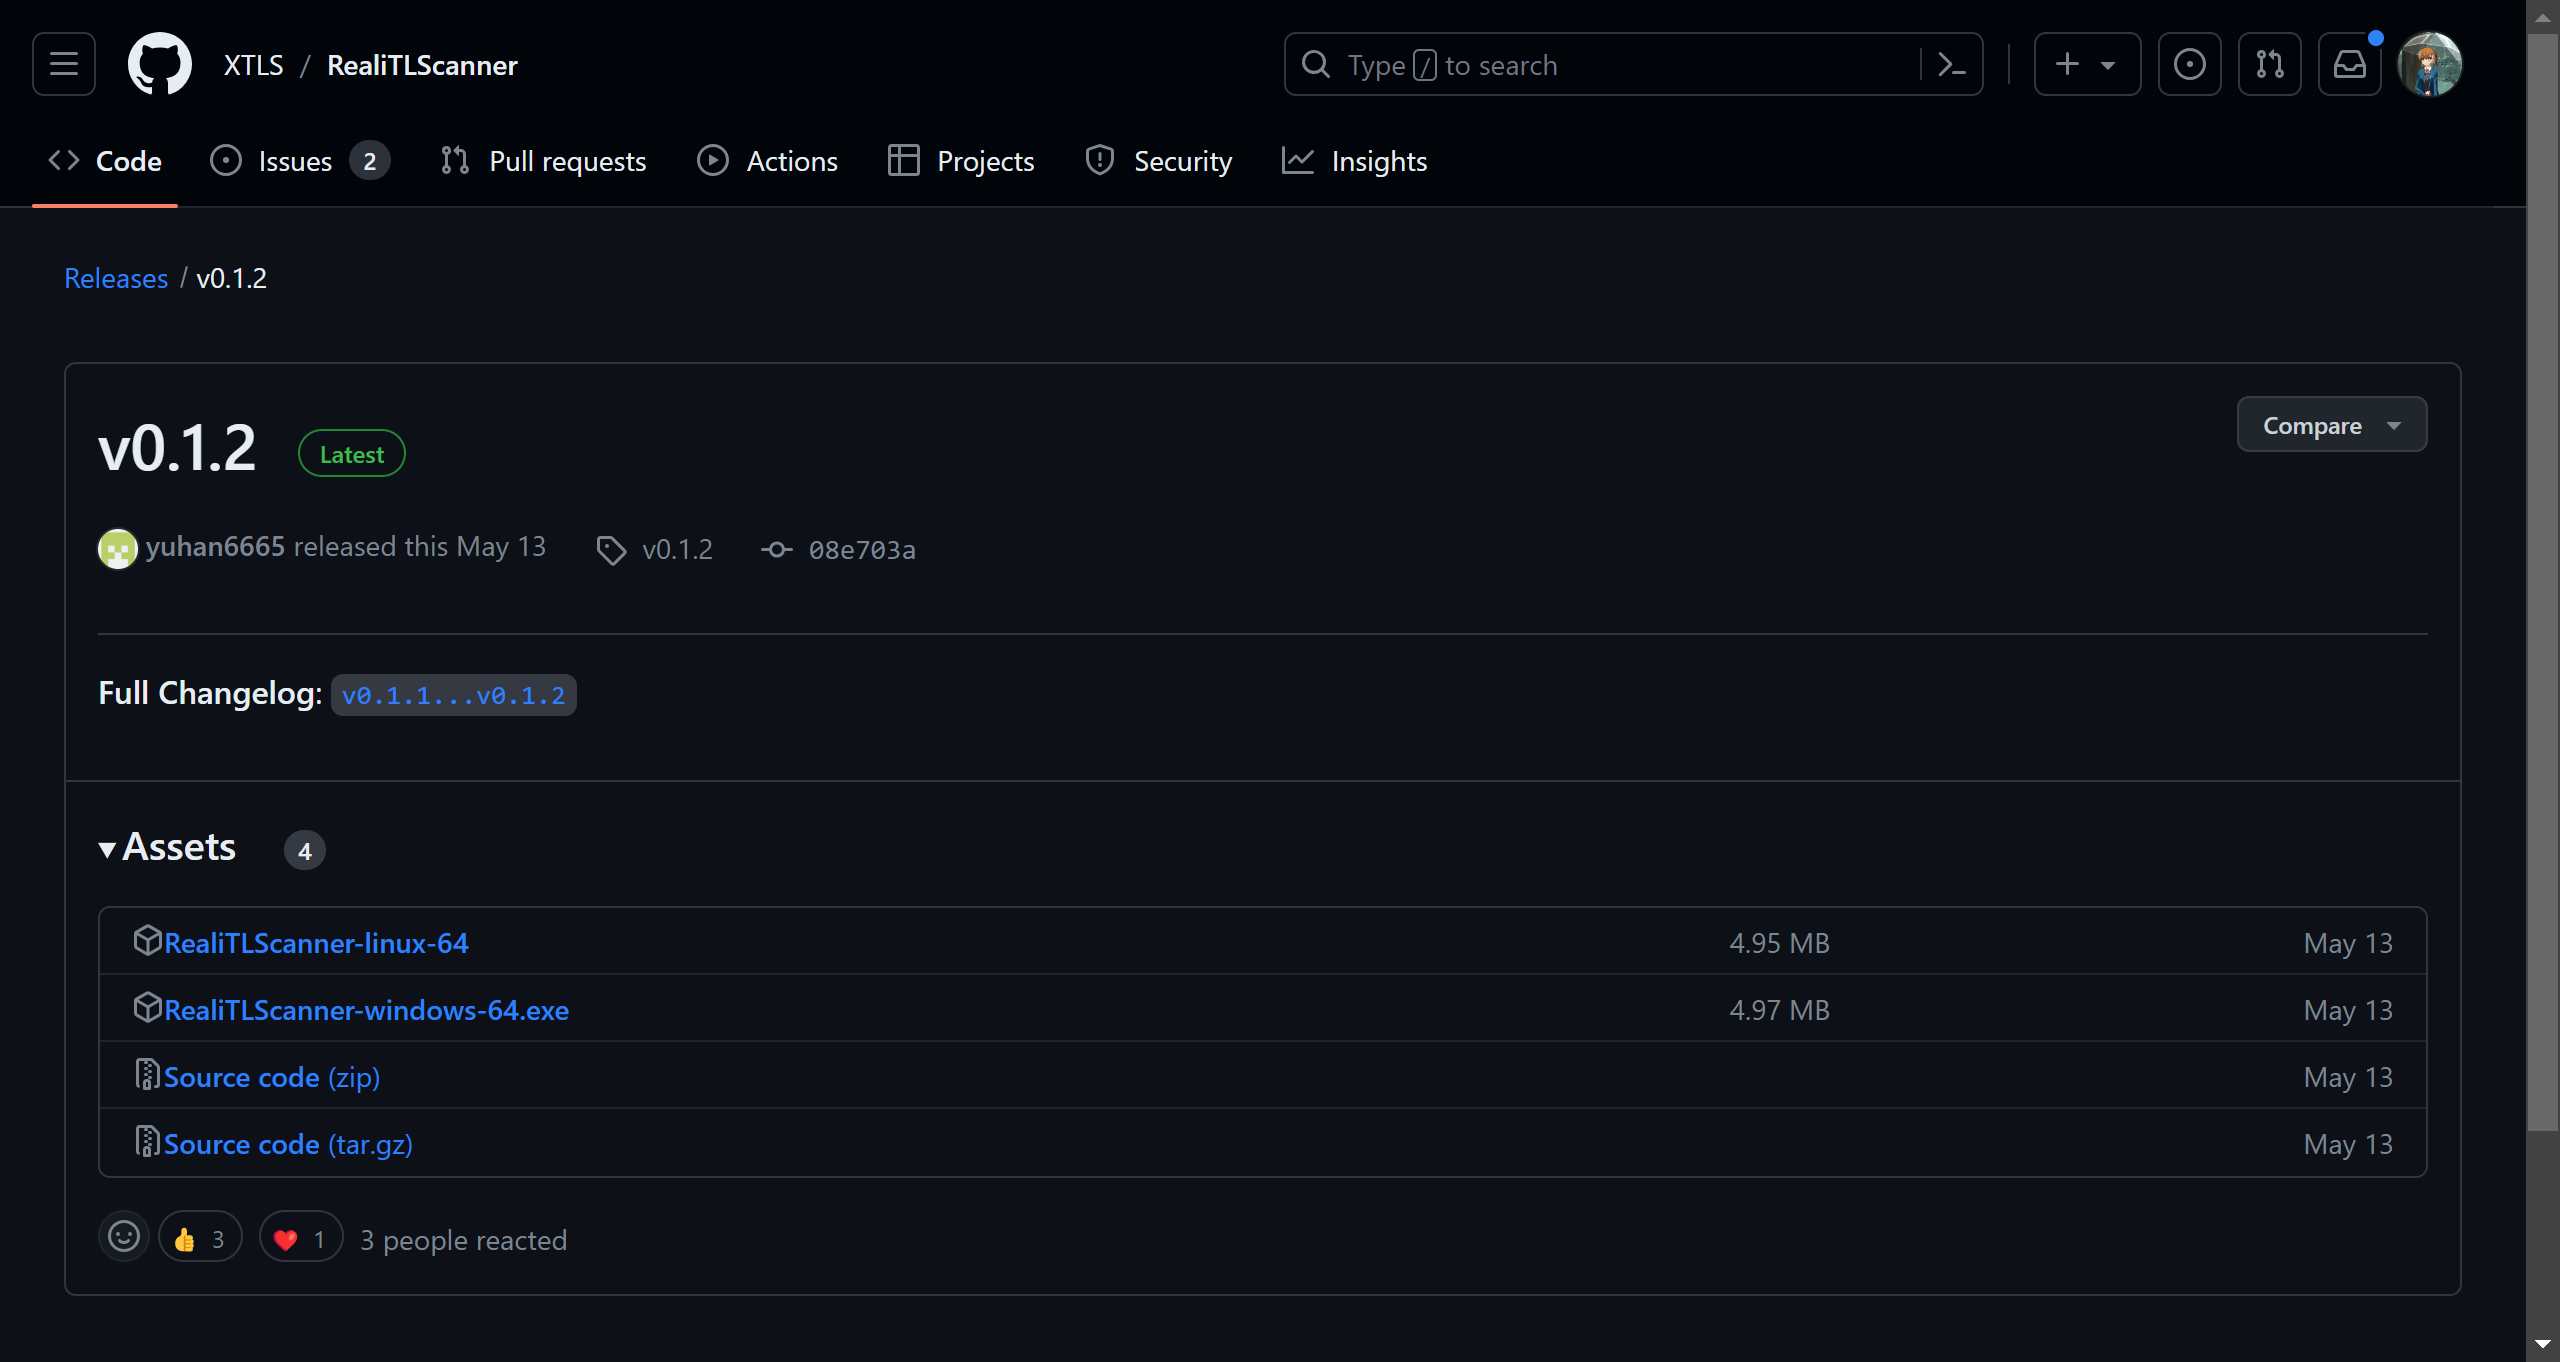 XTLS / RealiTLScanner
Type / to search
Code
Issues 2
Pull requests
Actions
Projects
Security
Insights
Releases / v0.1.2
v0.1.2 Latest
Compare
yuhan6665 released this May 13 v0.1.2 08e703a
Full Changelog: v0.1.1...v0.1.2
Assets 4
RealiTLScanner-linux-64 4.95 MB May 13
RealiTLScanner-windows-64.exe 4.97 MB May 13
Source code (zip) May 13
Source code (tar.gz) May 13
👍 3 ❤️ 1 3 people reacted